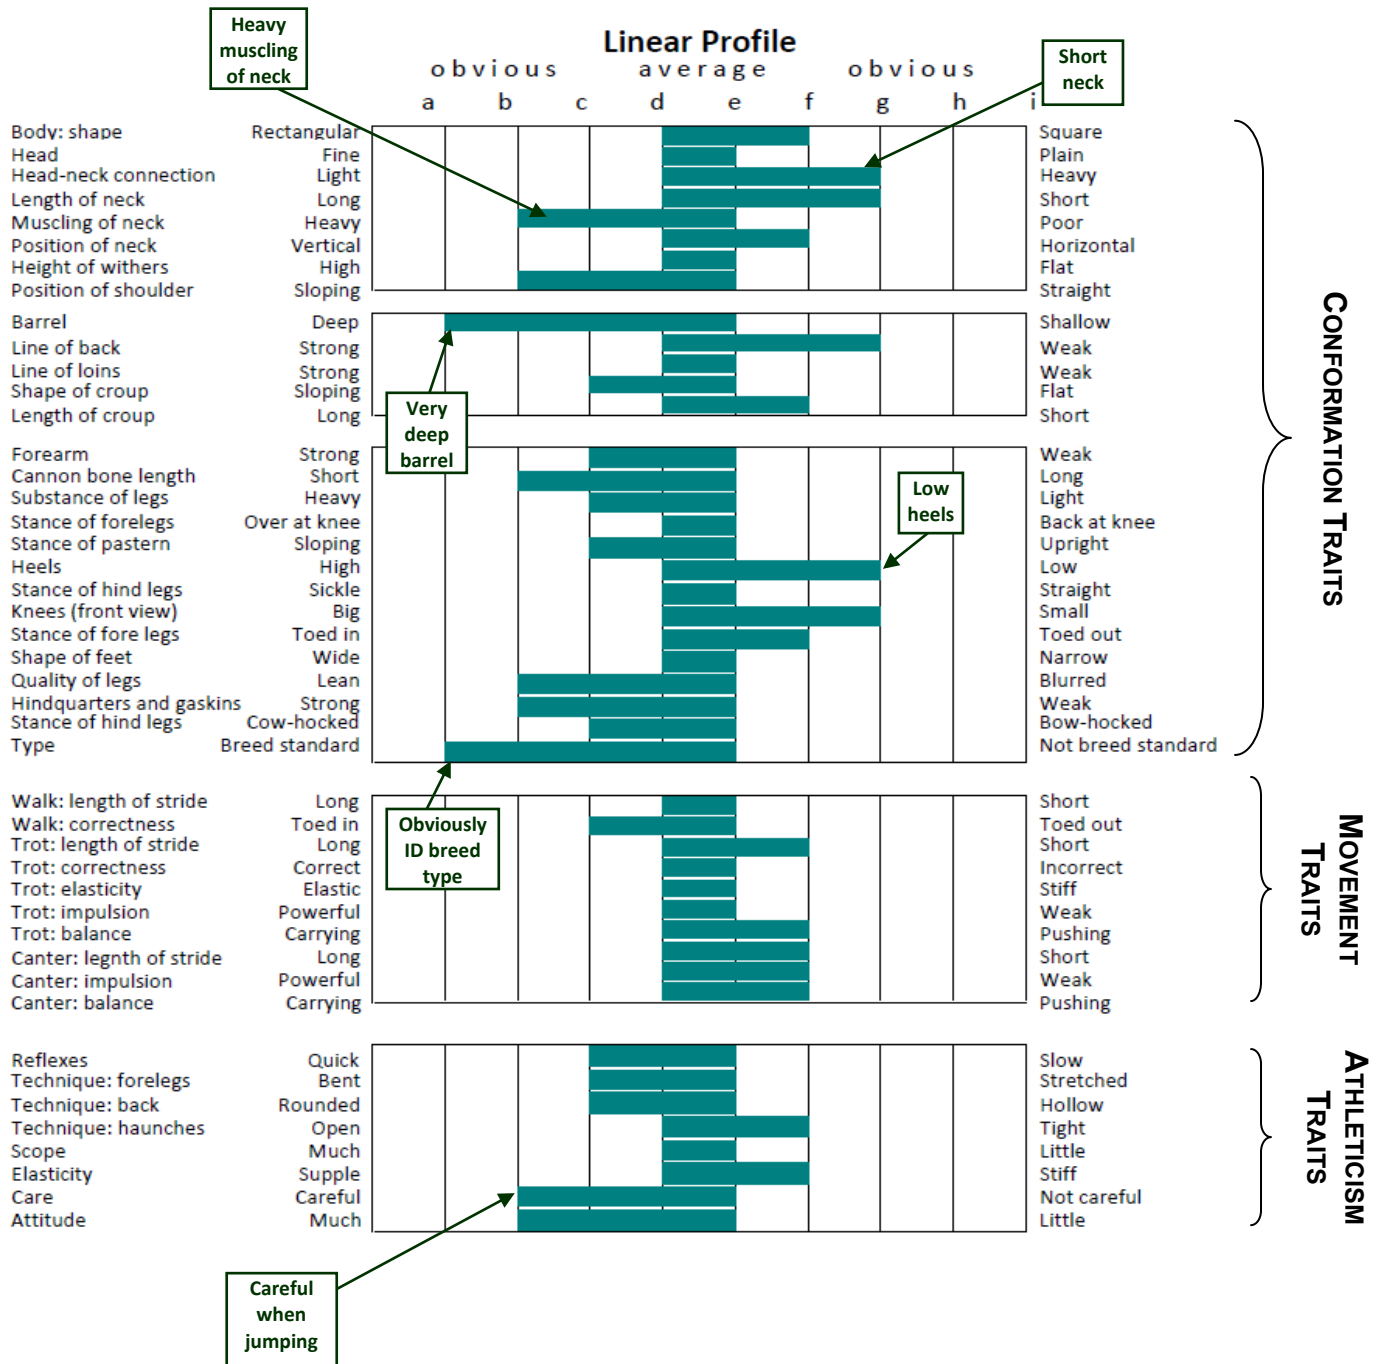 Heavy
muscling
of neck
Linear Profile
obvious average obvious
Short
neck
a b c d e f g h i
Body: shape Rectangular Square
Head Fine Plain
Head-neck connection Light Heavy
Length of neck Long Short
Muscling of neck Heavy Poor
Position of neck Vertical Horizontal
Height of withers High Flat
Position of shoulder Sloping Straight
Barrel Deep Shallow
Line of back Strong Weak
Line of loins Strong Weak
Shape of croup Sloping Flat
Length of croup Long Short
Very
deep
barrel
Forearm Strong Weak
Cannon bone length Short Long
Substance of legs Heavy Light
Stance of forelegs Over at knee Back at knee
Stance of pastern Sloping Upright
Heels High Low
Stance of hind legs Sickle Straight
Knees (front view) Big Small
Stance of fore legs Toed in Toed out
Shape of feet Wide Narrow
Quality of legs Lean Blurred
Hindquarters and gaskins Strong Weak
Stance of hind legs Cow-hocked Bow-hocked
Type Breed standard Not breed standard
Low
heels
CONFORMATION TRAITS
Walk: length of stride Long Short
Walk: correctness Toed in Toed out
Trot: length of stride Long Short
Trot: correctness Correct Incorrect
Trot: elasticity Elastic Stiff
Trot: impulsion Powerful Weak
Trot: balance Carrying Pushing
Canter: legnth of stride Long Short
Canter: impulsion Powerful Weak
Canter: balance Carrying Pushing
Obviously
ID breed
type
MOVEMENT
TRAITS
Reflexes Quick Slow
Technique: forelegs Bent Stretched
Technique: back Rounded Hollow
Technique: haunches Open Tight
Scope Much Little
Elasticity Supple Stiff
Care Careful Not careful
Attitude Much Little
ATHLETICISM
TRAITS
Careful
when
jumping